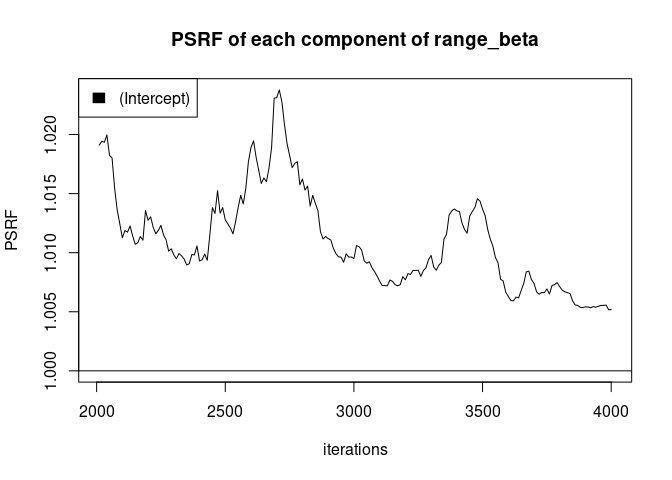 PSRF of each component of range_beta
(Intercept)
PSRF
1.020
1.015
1.010
1.005
1.000
2000 2500 3000 3500 4000
iterations